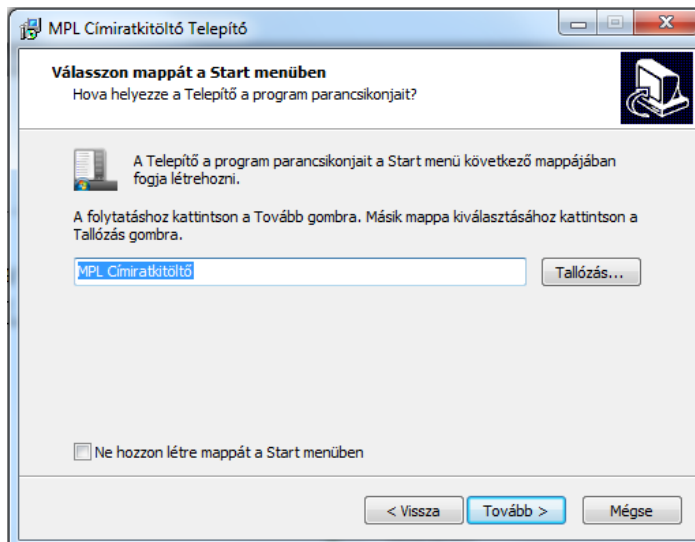 MPL Címiratkitöltő Telepítő
Válasszon mappát a Start menüben
Hova helyezze a Telepítő a program parancsikonjait?
A Telepítő a program parancsikonjait a Start menü következő mappájában
fogja létrehozni.
A folytatáshoz kattintson a Tovább gombra. Másik mappa kiválasztásához kattintson a
Tallózás gombra.
MPL Címiratkitöltő
Tallózás...
Ne hozzon létre mappát a Start menüben
< Vissza
Tovább >
Mégse